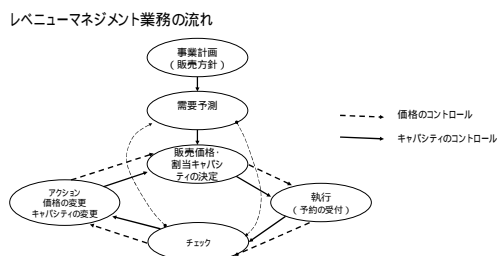 レベニューマネジメント業務の流れ
事業計画
(販売方針)
需要予測
価格のコントロール
キャパシティのコントロール
販売価格・
割当キャパシ
ティの決定
アクション
価格の変更
キャパシティの変更
執行
(予約の受付)
チェック